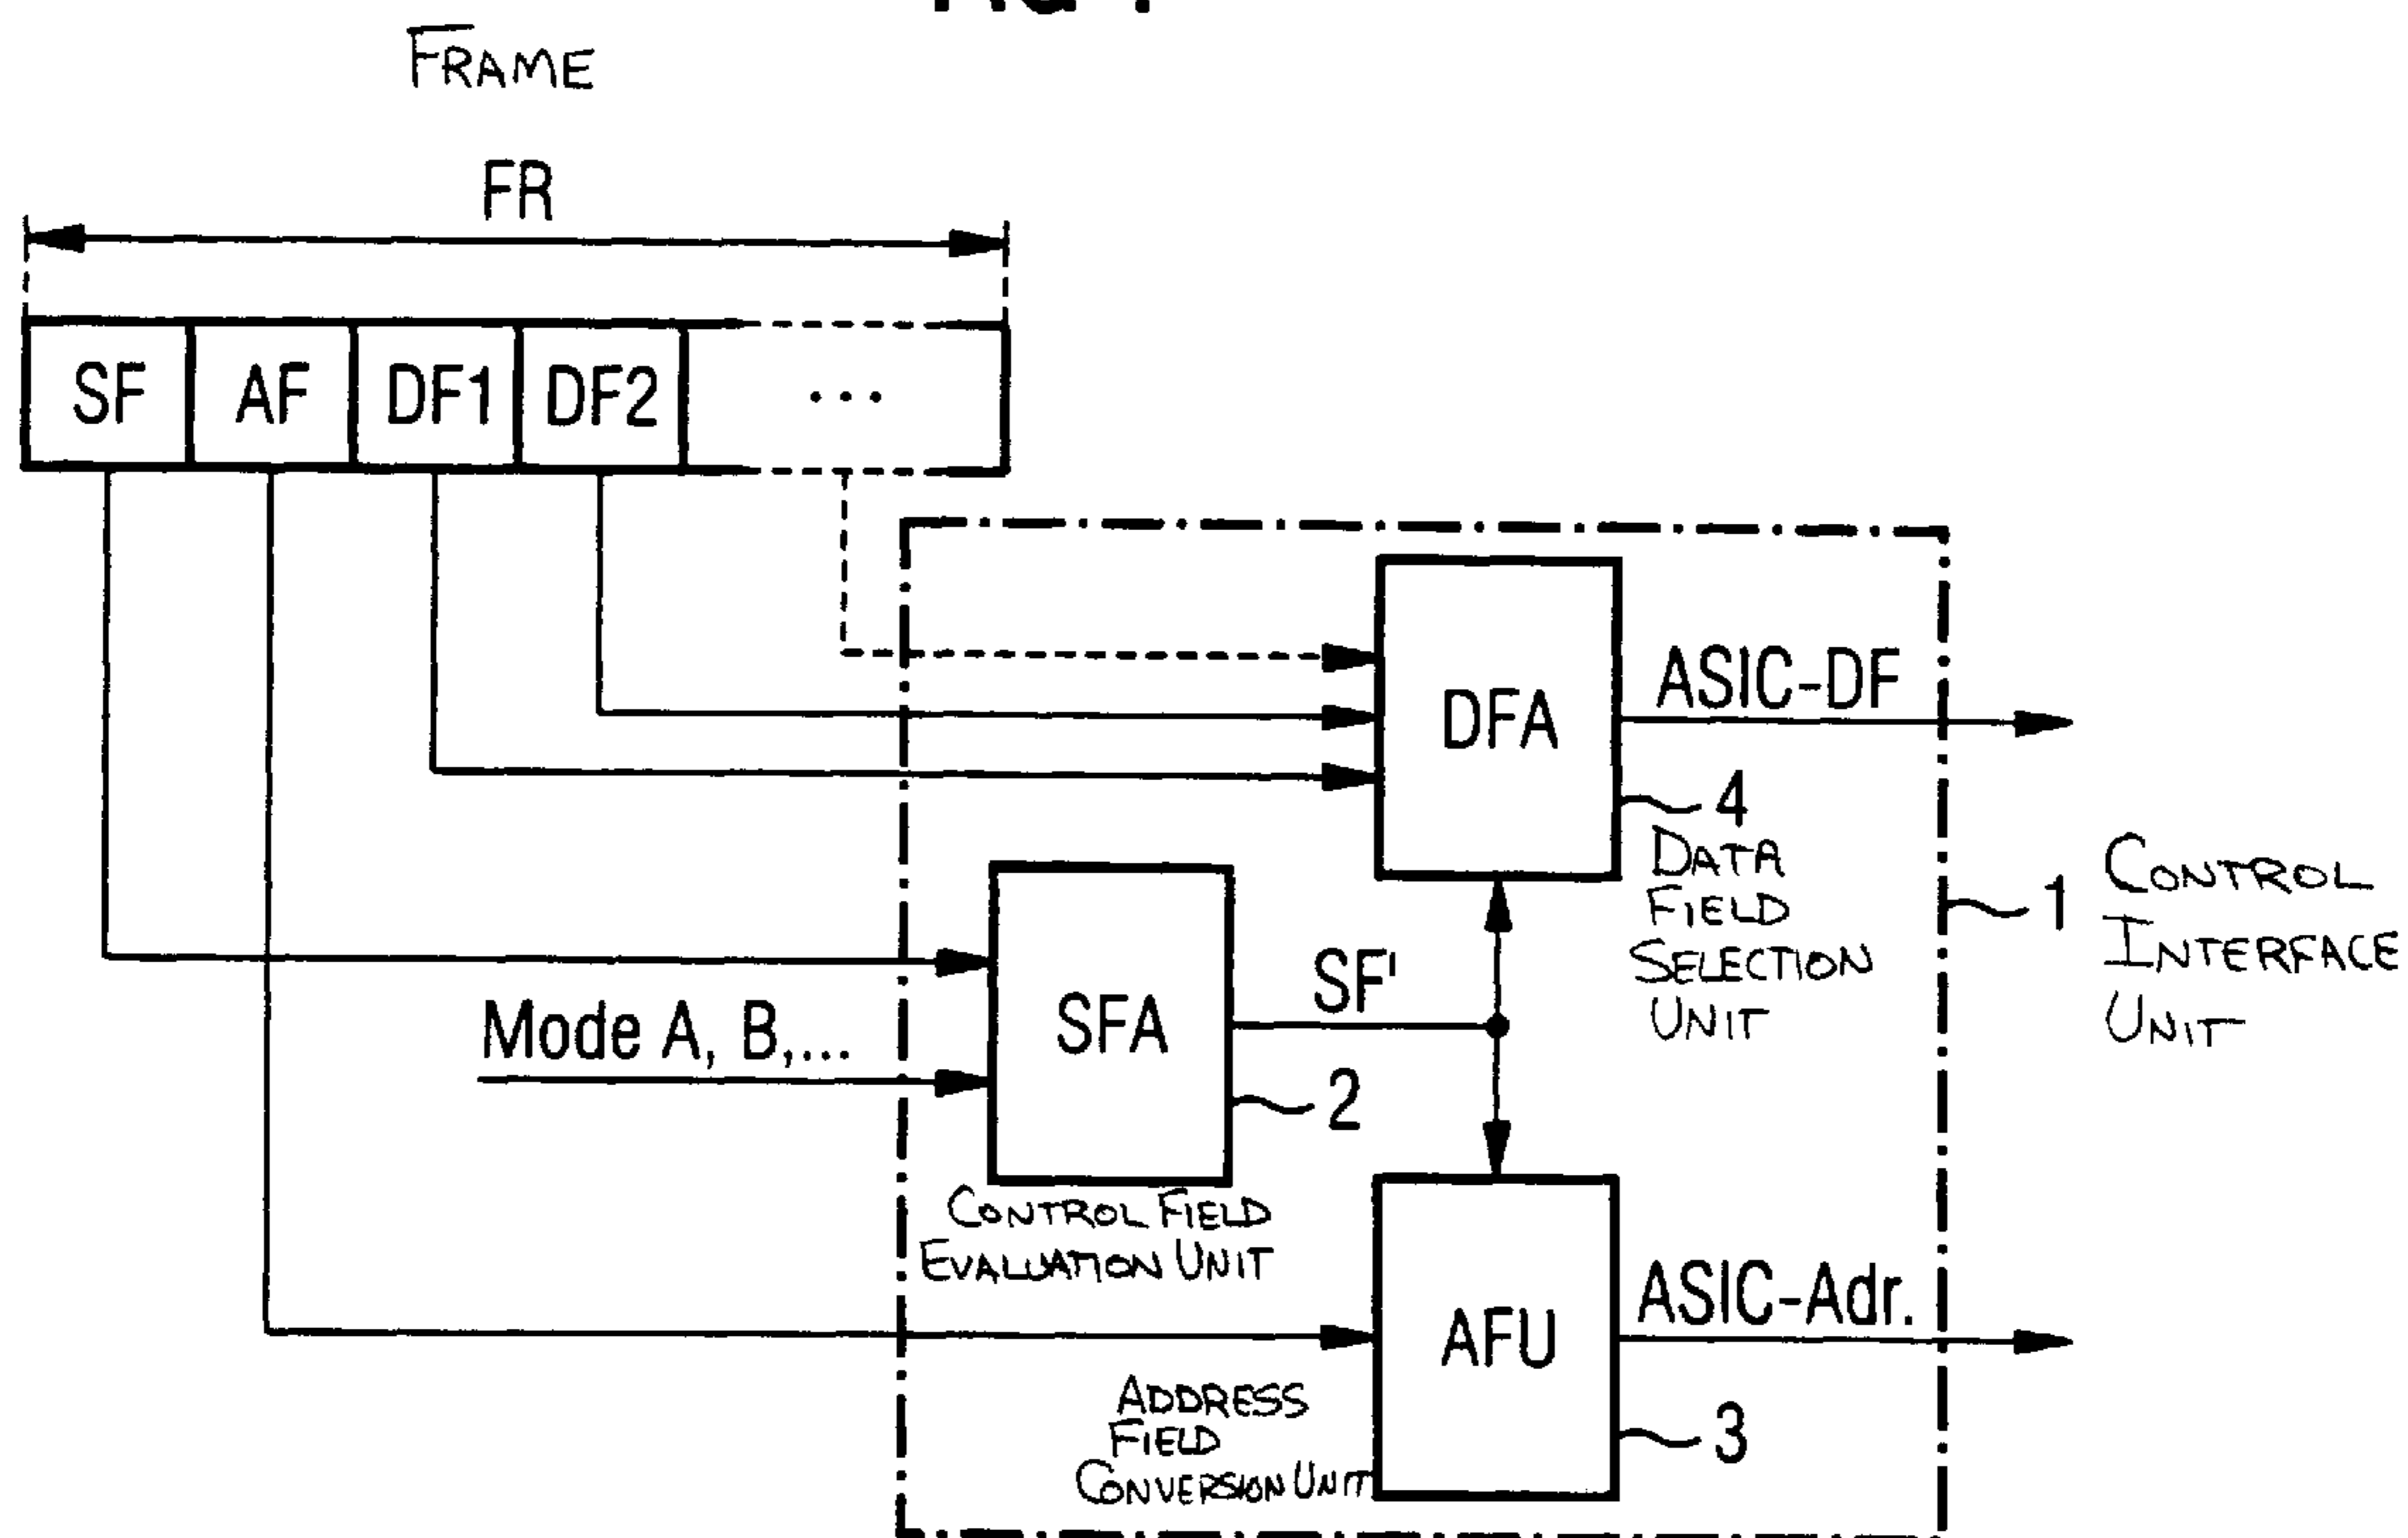 FRAME
FR
SF AF DF1 DF2 ...
ASIC-DF
DFA
4
DATA
FIELD
SELECTION
UNIT
1
CONTROL
INTERFACE
UNIT
SF'
Mode A, B,...
SFA
2
CONTROL FIELD
EVALUATION UNIT
ASIC-Adr.
AFU
3
ADDRESS
FIELD
CONVERSION UNIT